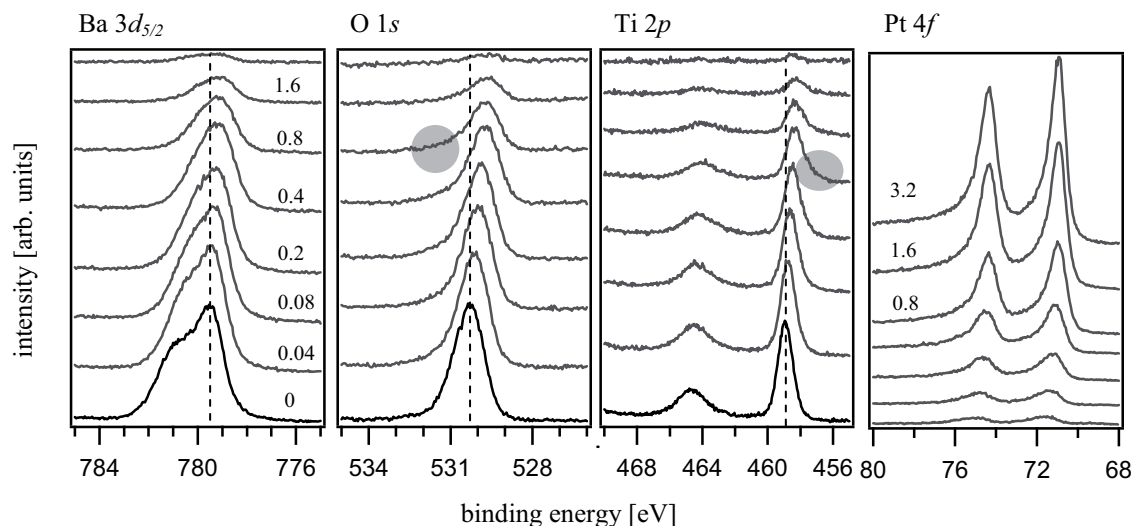 Ba 3d5/2 O 1s Ti 2p Pt 4f
intensity [arb. units]
1.6
0.8
0.4
0.2
0.08
0.04
0
3.2
1.6
0.8
784 780 776 534 531 528 468 464 460 456 80 76 72 68
binding energy [eV]